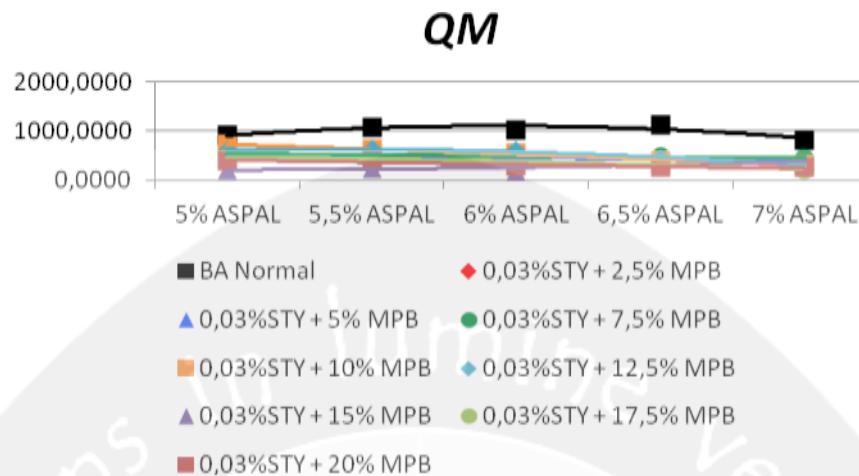 QM
2000,0000
1000,0000
0,0000
5% ASPAL 5,5% ASPAL 6% ASPAL 6,5% ASPAL 7% ASPAL
BA Normal 0,03%STY + 2,5% MPB
0,03%STY + 5% MPB 0,03%STY + 7,5% MPB
0,03%STY + 10% MPB 0,03%STY + 12,5% MPB
0,03%STY + 15% MPB 0,03%STY + 17,5% MPB
0,03%STY + 20% MPB
in lumine ve